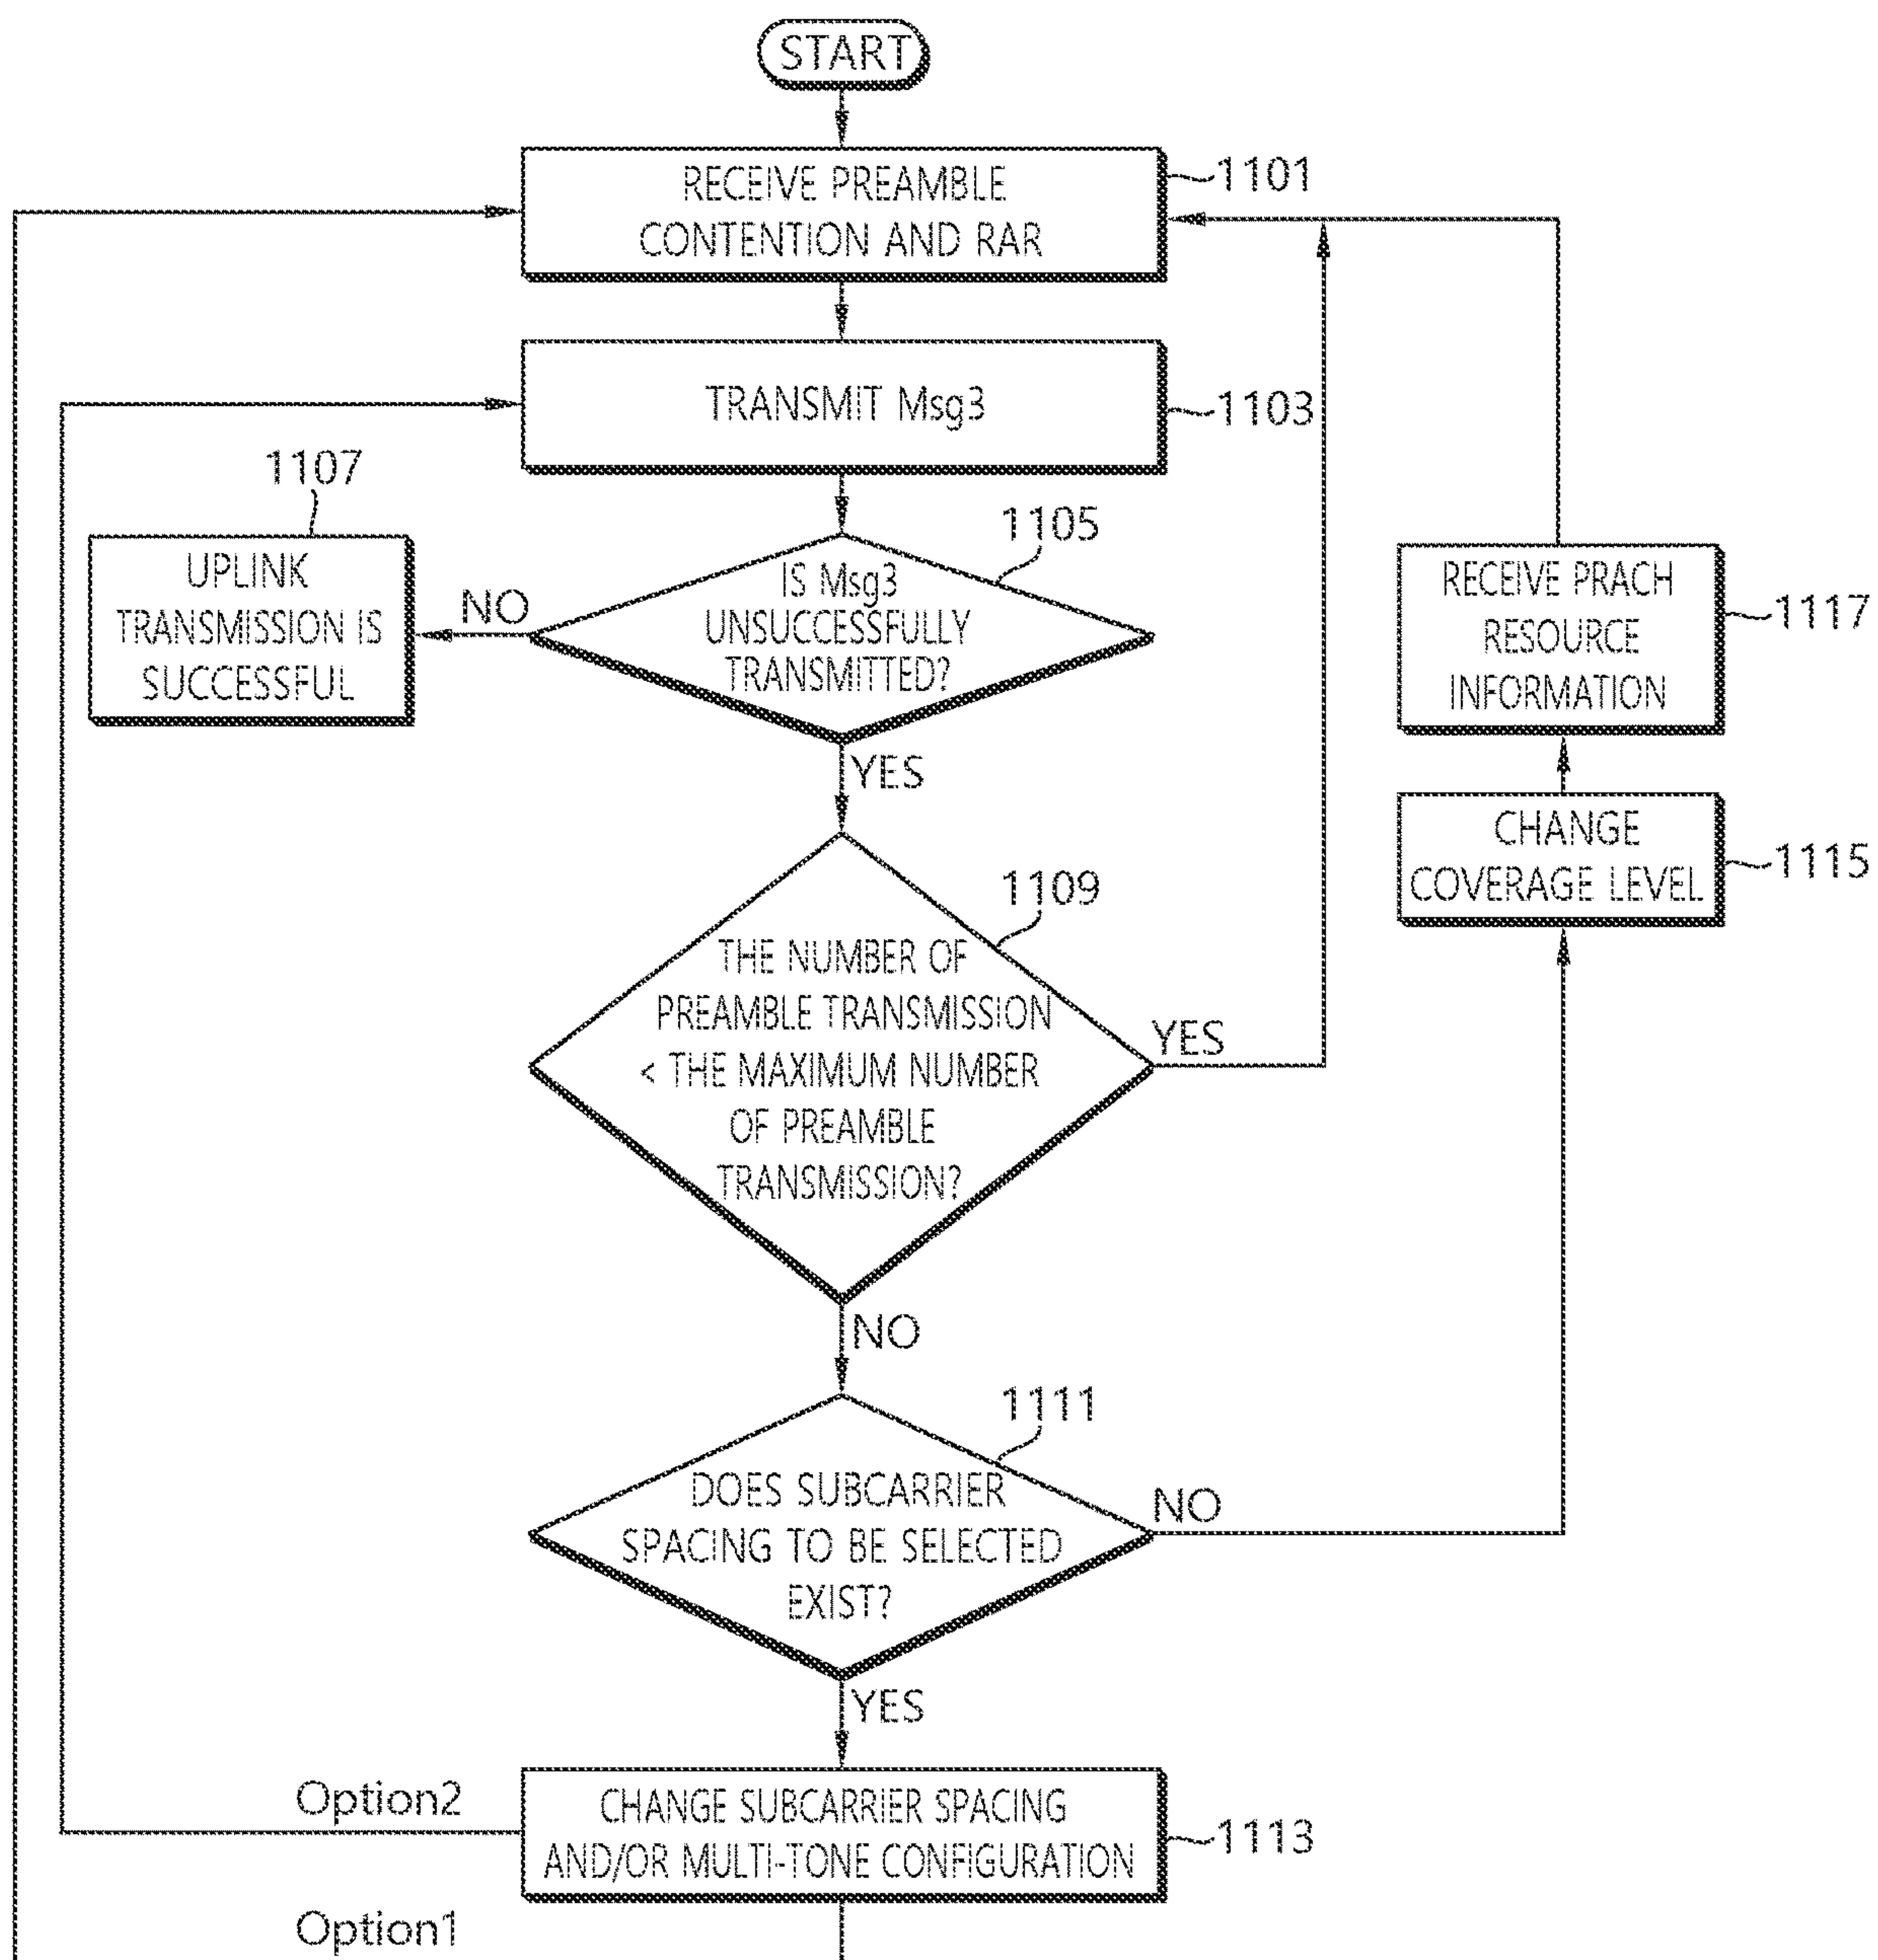 START
RECEIVE PREAMBLE
CONTENTION AND RAR
1101
TRANSMIT Msg3
1103
1107
UPLINK
TRANSMISSION IS
SUCCESSFUL
NO
1105
IS Msg3
UNSUCCESSFULLY
TRANSMITTED?
YES
RECEIVE PRACH
RESOURCE
INFORMATION
1117
CHANGE
COVERAGE LEVEL
1115
1109
THE NUMBER OF
PREAMBLE TRANSMISSION
< THE MAXIMUM NUMBER
OF PREAMBLE
TRANSMISSION?
YES
NO
1111
DOES SUBCARRIER
SPACING TO BE SELECTED
EXIST?
NO
YES
Option2
CHANGE SUBCARRIER SPACING
AND/OR MULTI-TONE CONFIGURATION
1113
Option1